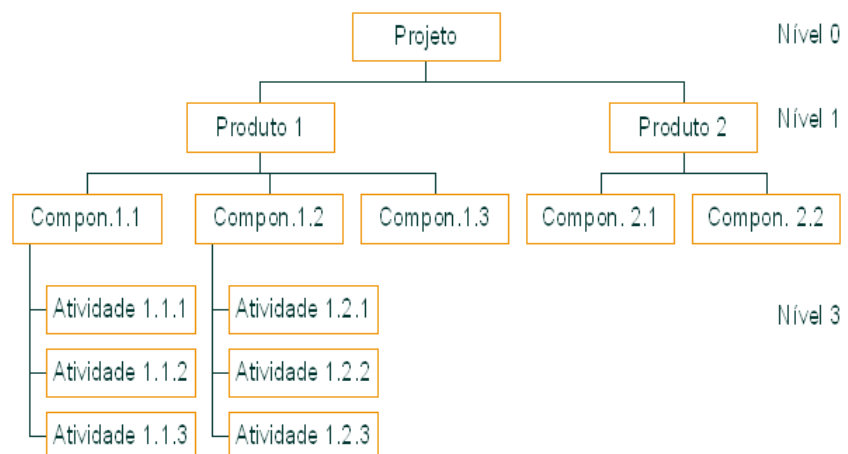 Projeto
Nível 0
Produto 1
Produto 2
Nível 1
Compon.1.1
Compon.1.2
Compon.1.3
Compon. 2.1
Compon. 2.2
Atividade 1.1.1
Atividade 1.2.1
Nível 3
Atividade 1.1.2
Atividade 1.2.2
Atividade 1.1.3
Atividade 1.2.3